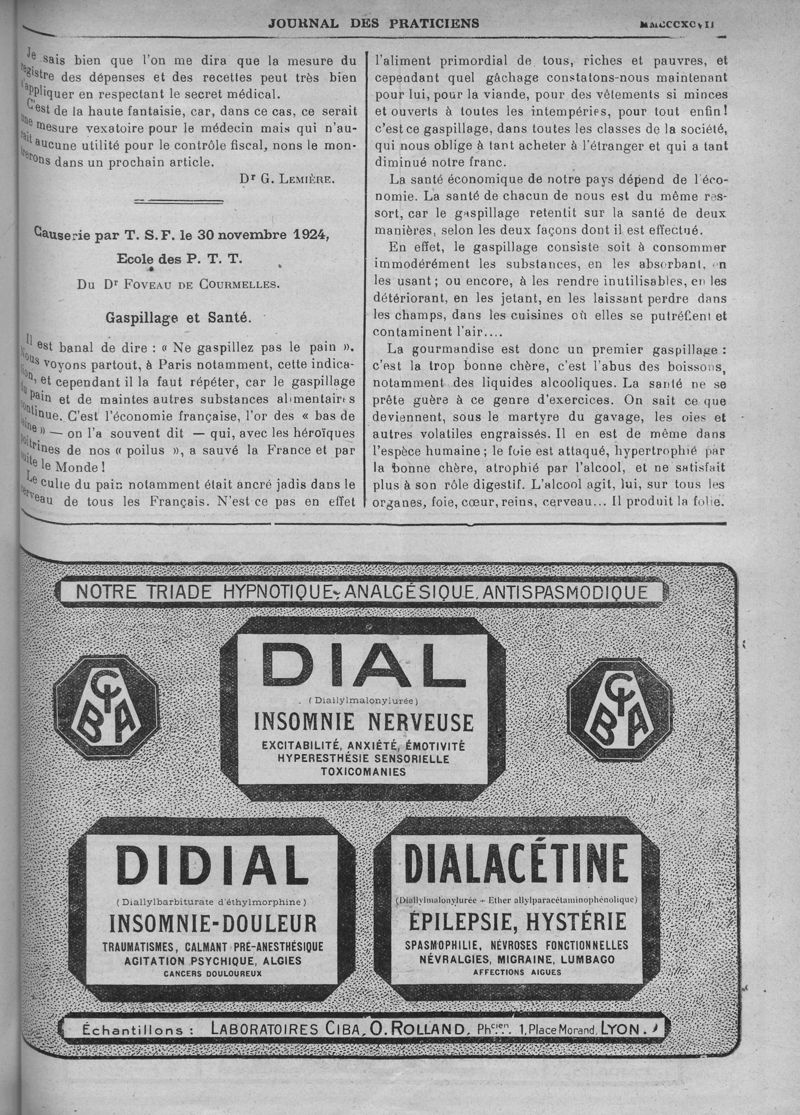 JOURNAL DES PRATICIENS
Je sais bien que l'on me dira que la mesure du
registre des dépenses et des recettes peut très bien
s'appliquer en respectant le secret médical.
C'est de la haute fantaisie, car, dans ce cas, ce serait
une mesure vexatoire pour le médecin mais qui n'au-
rait aucune utilité pour le contrôle fiscal, nons le mon-
trerons dans un prochain article.
Dr G. LEMIÈRE.
Causerie par T. S. F. le 30 novembre 1924,
Ecole des P. T. T.
Du Dr FOVEAU DE COURMELLES.
Gaspillage et Santé.
Il est banal de dire : « Ne gaspillez pas le pain ».
Nous voyons partout, à Paris notamment, cette indica-
tion, et cependant il la faut répéter, car le gaspillage
du pain et de maintes autres substances alimentaires
continue. C'est l'économie française, l'or des « bas de
laine » — on l'a souvent dit — qui, avec les héroïques
poitrines de nos « poilus », a sauvé la France et par
suite le Monde !
Le culte du pain notamment était ancré jadis dans le
cerveau de tous les Français. N'est ce pas en effet
l'aliment primordial de tous, riches et pauvres, et
cependant quel gâchage constatons-nous maintenant
pour lui, pour la viande, pour des vêtements si minces
et ouverts à toutes les intempéries, pour tout enfin !
c'est ce gaspillage, dans toutes les classes de la société,
qui nous oblige à tant acheter à l'étranger et qui a tant
diminué notre franc.
La santé économique de notre pays dépend de l'éco-
nomie. La santé de chacun de nous est du même res-
sort, car le gaspillage retentit sur la santé de deux
manières, selon les deux façons dont il est effectué.
En effet, le gaspillage consiste soit à consommer
immodérément les substances, en les absorbant, en
les usant ; ou encore, à les rendre inutilisables, en les
détériorant, en les jetant, en les laissant perdre dans
les champs, dans les cuisines où elles se putréfient et
contaminent l'air....
La gourmandise est donc un premier gaspillage :
c'est la trop bonne chère, c'est l'abus des boissons,
notamment des liquides alcooliques. La santé ne se
prête guère à ce genre d'exercices. On sait ce que
deviennent, sous le martyre du gavage, les oies et
autres volatiles engraissés. Il en est de même dans
l'espèce humaine ; le foie est attaqué, hypertrophié par
la bonne chère, atrophié par l'alcool, et ne satisfait
plus à son rôle digestif. L'alcool agit, lui, sur tous les
organes, foie, cœur, reins, cerveau... Il produit la folie.
NOTRE TRIADE HYPNOTIQUE, ANALGÉSIQUE, ANTISPASMODIQUE
CIBA
DIAL
(Diallylmalonylurée)
INSOMNIE NERVEUSE
EXCITABILITÉ, ANXIÉTÉ, ÉMOTIVITÉ
HYPERESTHÉSIE SENSORIELLE
TOXICOMANIES
CIBA
DIDIAL
(Diallylbarbiturate d'éthylmorphine)
INSOMNIE-DOULEUR
TRAUMATISMES, CALMANT PRÉ-ANESTHÉSIQUE
AGITATION PSYCHIQUE, ALGIES
CANCERS DOULOUREUX
DIALACÉTINE
(Diallylmalonylurée + Ether allylparacétaminophénolique)
ÉPILEPSIE, HYSTÉRIE
SPASMOPHILIE, NÉVROSES FONCTIONNELLES
NÉVRALGIES, MIGRAINE, LUMBAGO
AFFECTIONS AIGUES
Échantillons : LABORATOIRES CIBA, O. ROLLAND, Phcien. 1, Place Morand, LYON.